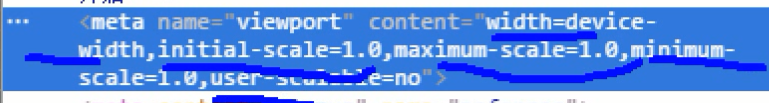 <meta name="viewport" content="width=device-
width,initial-scale=1.0,maximum-scale=1.0,minimum-
scale=1.0,user-scalable=no">